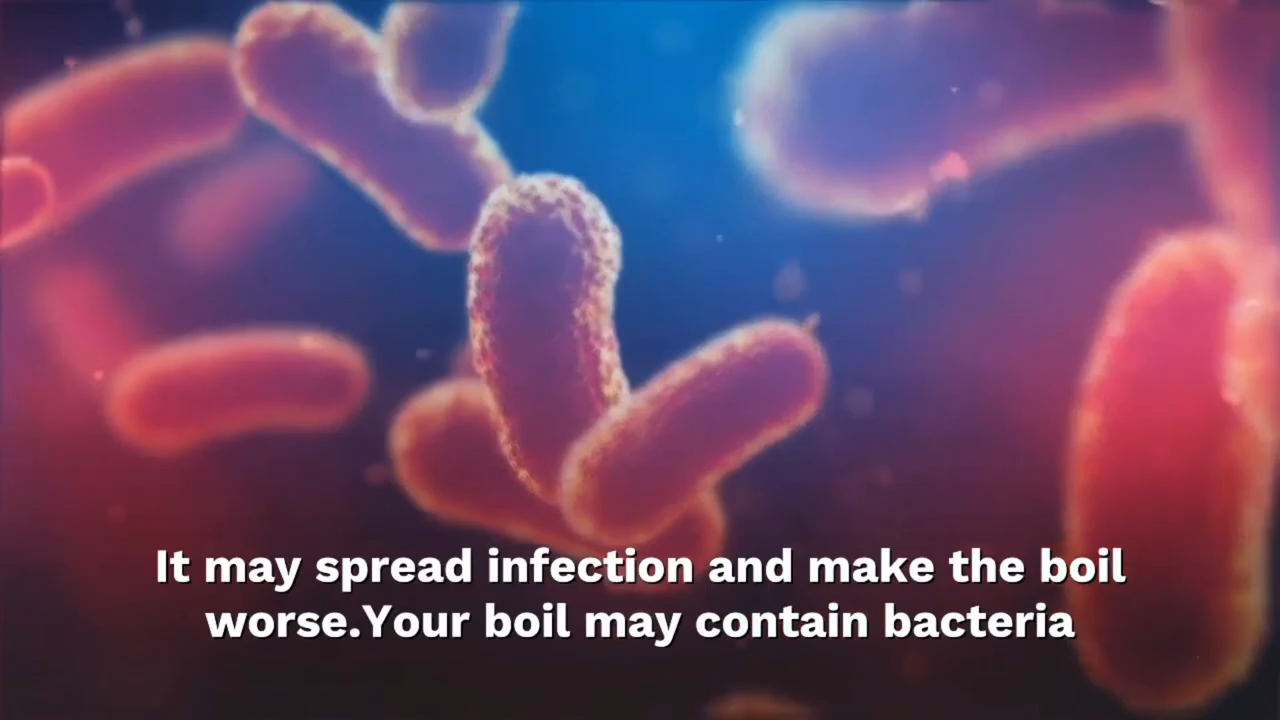 It may spread infection and make the boil
worse.Your boil may contain bacteria